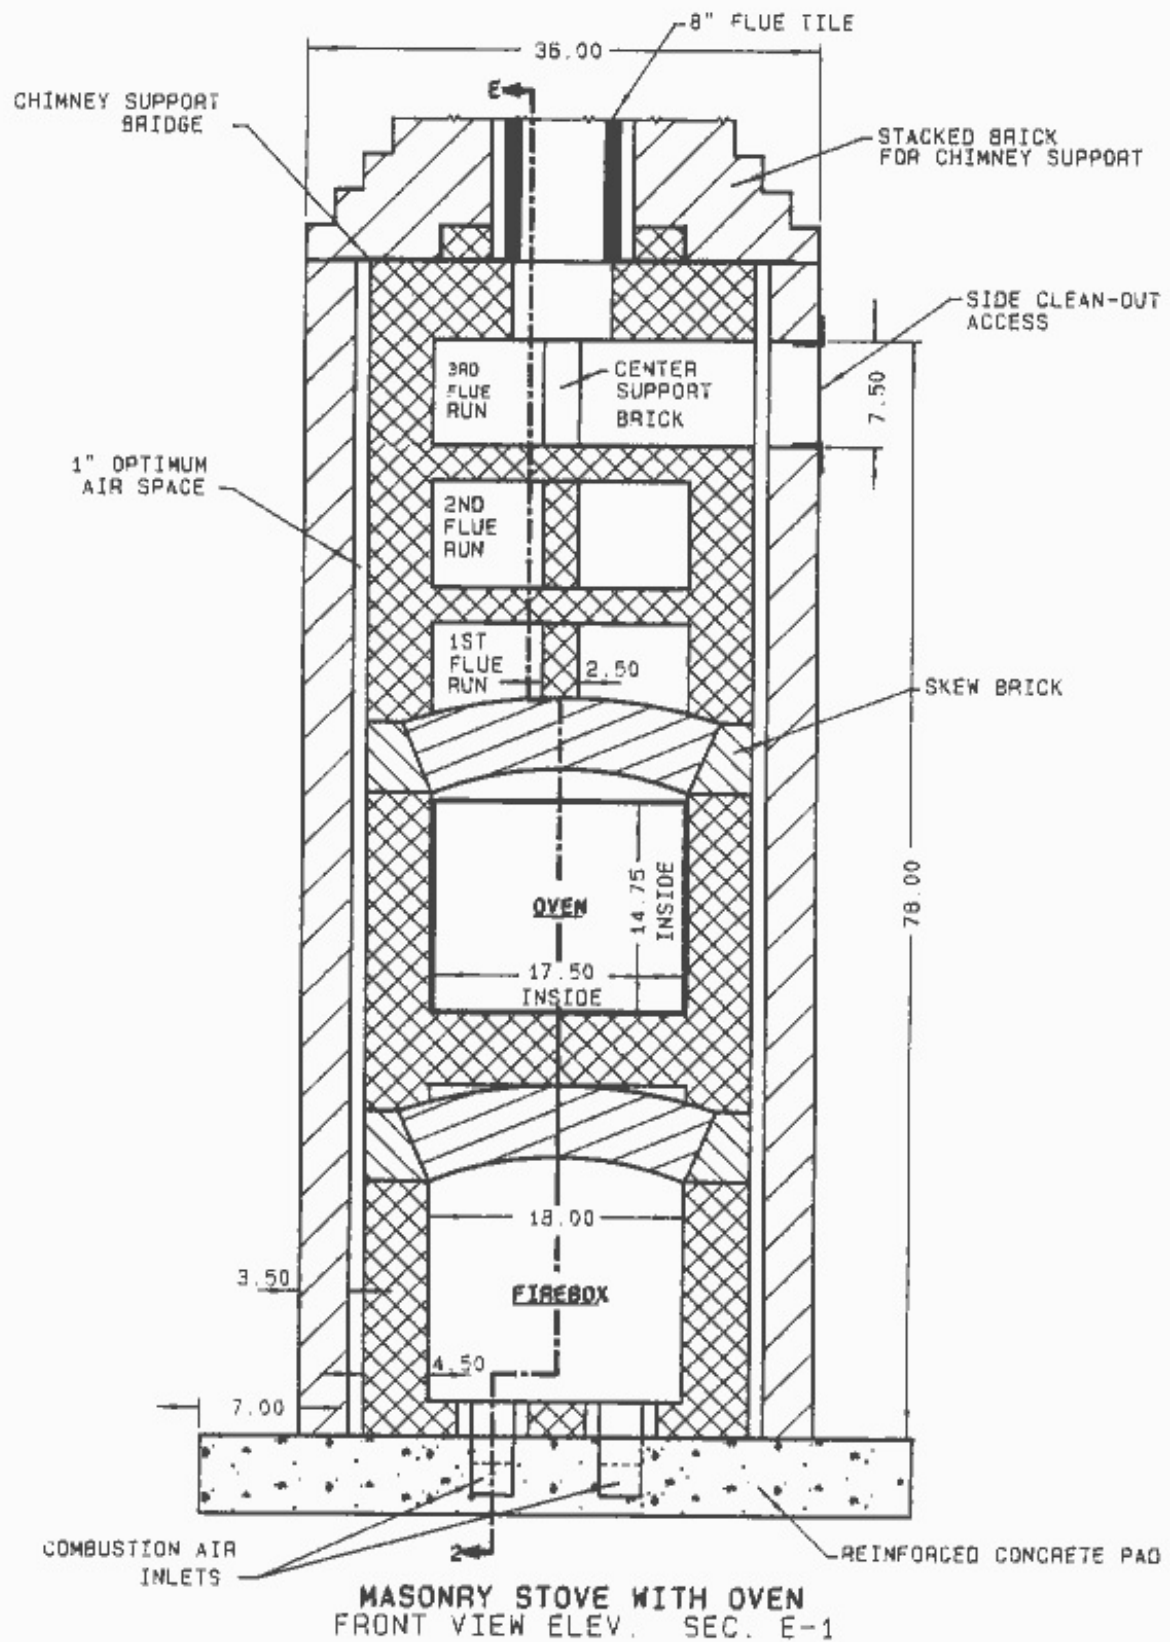 8" FLUE TILE
36.00
E
CHIMNEY SUPPORT
BRIDGE
STACKED BRICK
FOR CHIMNEY SUPPORT
SIDE CLEAN-OUT
ACCESS
3RD
FLUE
RUN
CENTER
SUPPORT
BRICK
7.50
1" OPTIMUM
AIR SPACE
2ND
FLUE
RUN
1ST
FLUE
RUN
2.50
SKEW BRICK
14.75
INSIDE
OVEN
78.00
17.50
INSIDE
18.00
3.50
FIREBOX
4.50
7.00
COMBUSTION AIR
INLETS
2
REINFORCED CONCRETE PAD
MASONRY STOVE WITH OVEN
FRONT VIEW ELEV. SEC. E-1